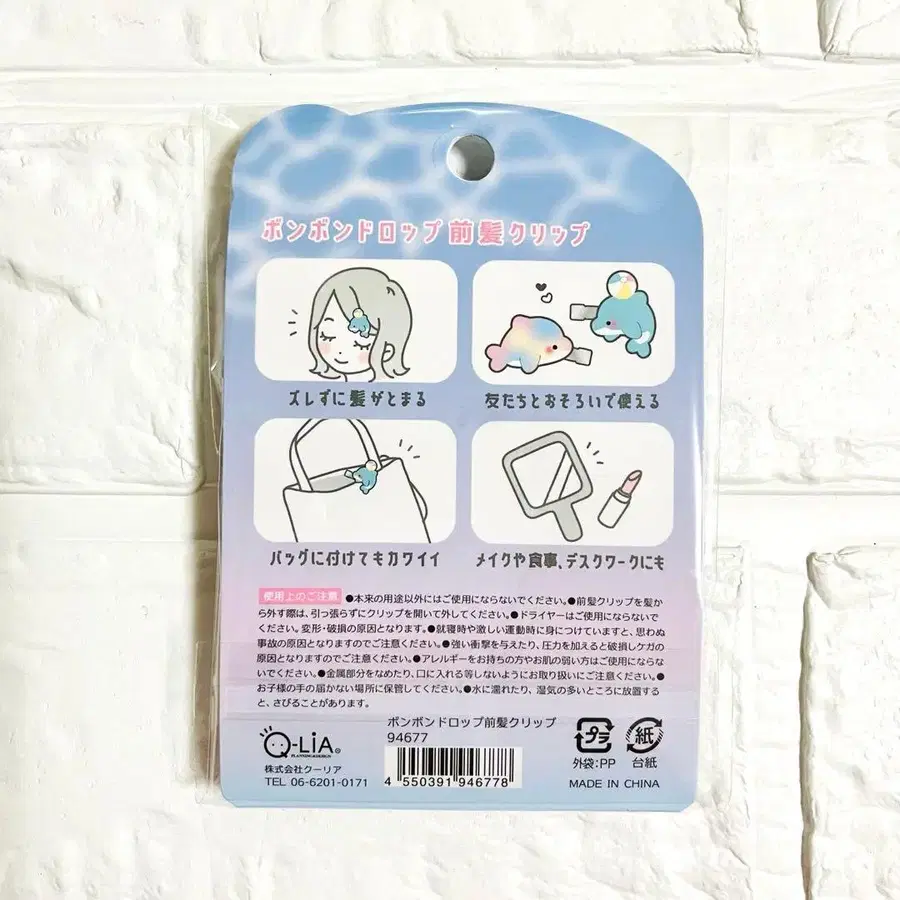 ボンボンドロップ前髪クリップ
ズレずに髪がとまる
友たちとおそろいで使える
バッグに付けてもカワイイ
メイクや食事、デスクワークにも
使用上のご注意 ●本来の用途以外にはご使用にならないでください。●前髪クリップを髪
から外す際は、引っ張らずにクリップを開いて外してください。●ドライヤーはご使用にならないで
ください。変形・破損の原因となります。●就寝時や激しい運動時に身につけていますと、思わぬ
事故の原因となりますのでご注意ください。●強い衝撃を与えたり、圧力を加えると破損しケガの
原因となりますのでご注意ください。●アレルギーをお持ちの方やお肌の弱い方はご使用にならな
いでください。●金属部分をなめたり、口に入れる等しないようにお取り扱いにご注意ください。●
お子様の手の届かない場所に保管してください。●水に濡れたり、湿気の多いところに放置する
と、さびることがあります。
Q-LiA®
PLANNING&DESIGN
株式会社クーリア
TEL 06-6201-0171
ボンボンドロップ前髪クリップ
94677
4 550391 946778
プラ
外袋:PP
紙
台紙
MADE IN CHINA